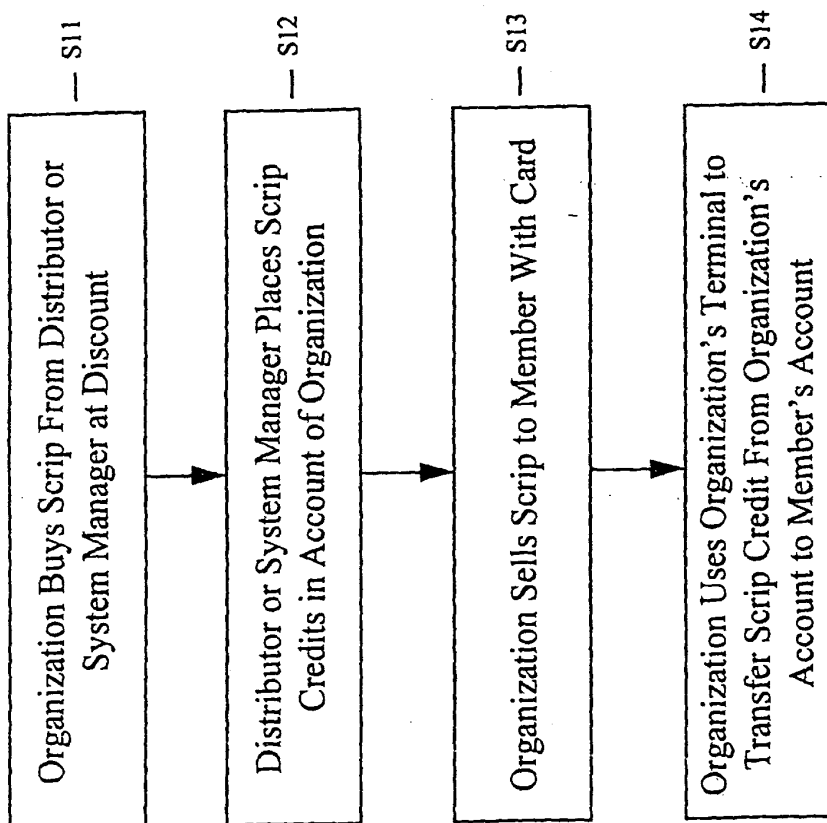 Organization Buys Scrip From Distributor or
System Manager at Discount
— S11
Distributor or System Manager Places Scrip
Credits in Account of Organization
— S12
Organization Sells Scrip to Member With Card
— S13
Organization Uses Organization's Terminal to
Transfer Scrip Credit From Organization's
Account to Member's Account
— S14